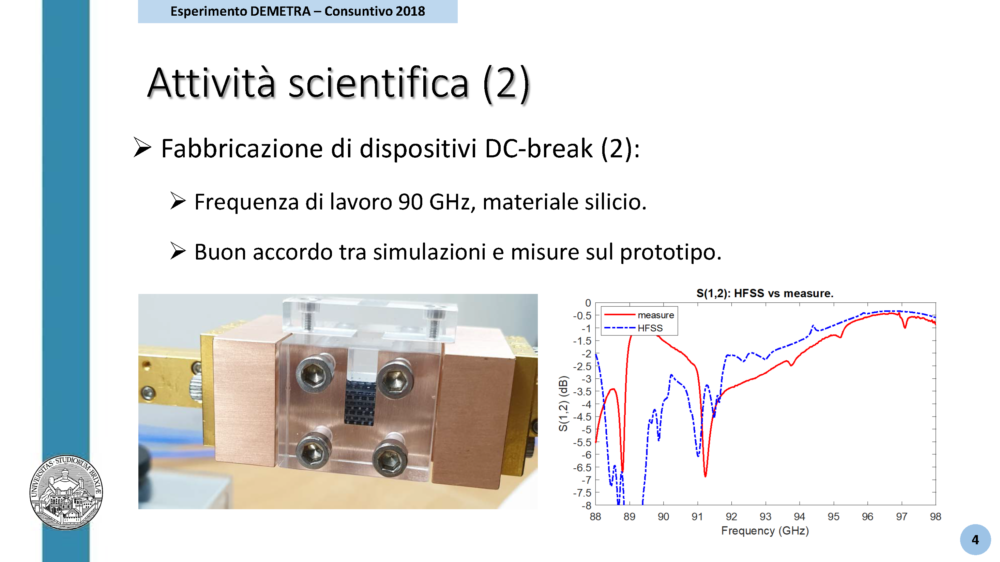 Esperimento DEMETRA – Consuntivo 2018
Attività scientifica (2)
➢ Fabbricazione di dispositivi DC-break (2):
➢ Frequenza di lavoro 90 GHz, materiale silicio.
➢ Buon accordo tra simulazioni e misure sul prototipo.
S(1,2): HFSS vs measure.
measure
HFSS
S(1,2) (dB)
0
-0.5
-1
-1.5
-2
-2.5
-3
-3.5
-4
-4.5
-5
-5.5
-6
-6.5
-7
-7.5
-8
88 89 90 91 92 93 94 95 96 97 98
Frequency (GHz)
UNIVERSITAS · STUDIORUM · BRIXIÆ
4